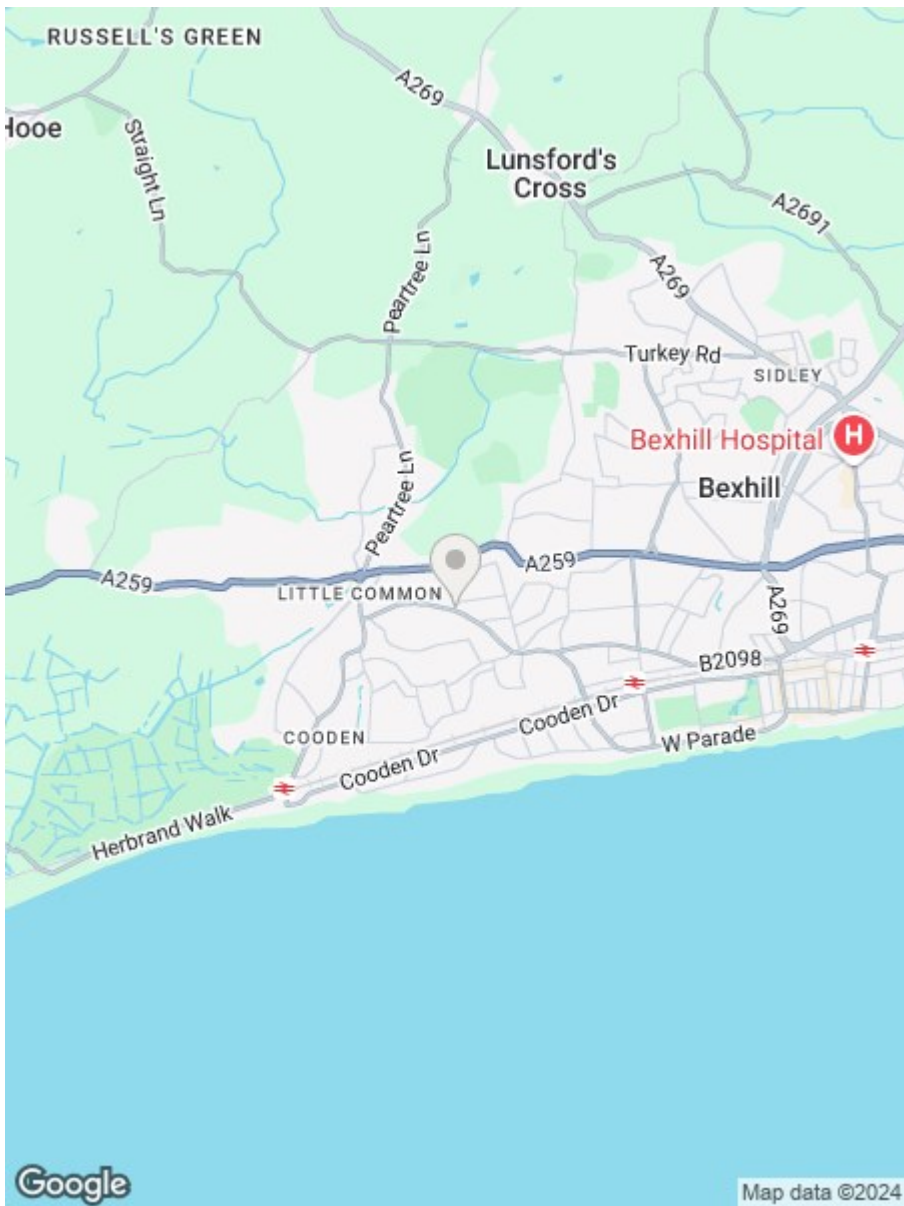 RUSSELL'S GREEN
A269
Hooe
Straight Ln
Lunsford's
Cross
A2691
Peartree Ln
A269
Turkey Rd
SIDLEY
Bexhill Hospital
H
Bexhill
Peartree Ln
A259
A259
LITTLE COMMON
A269
B2098
COODEN
Cooden Dr
Cooden Dr
W Parade
Herbrand Walk
Google
Map data ©2024